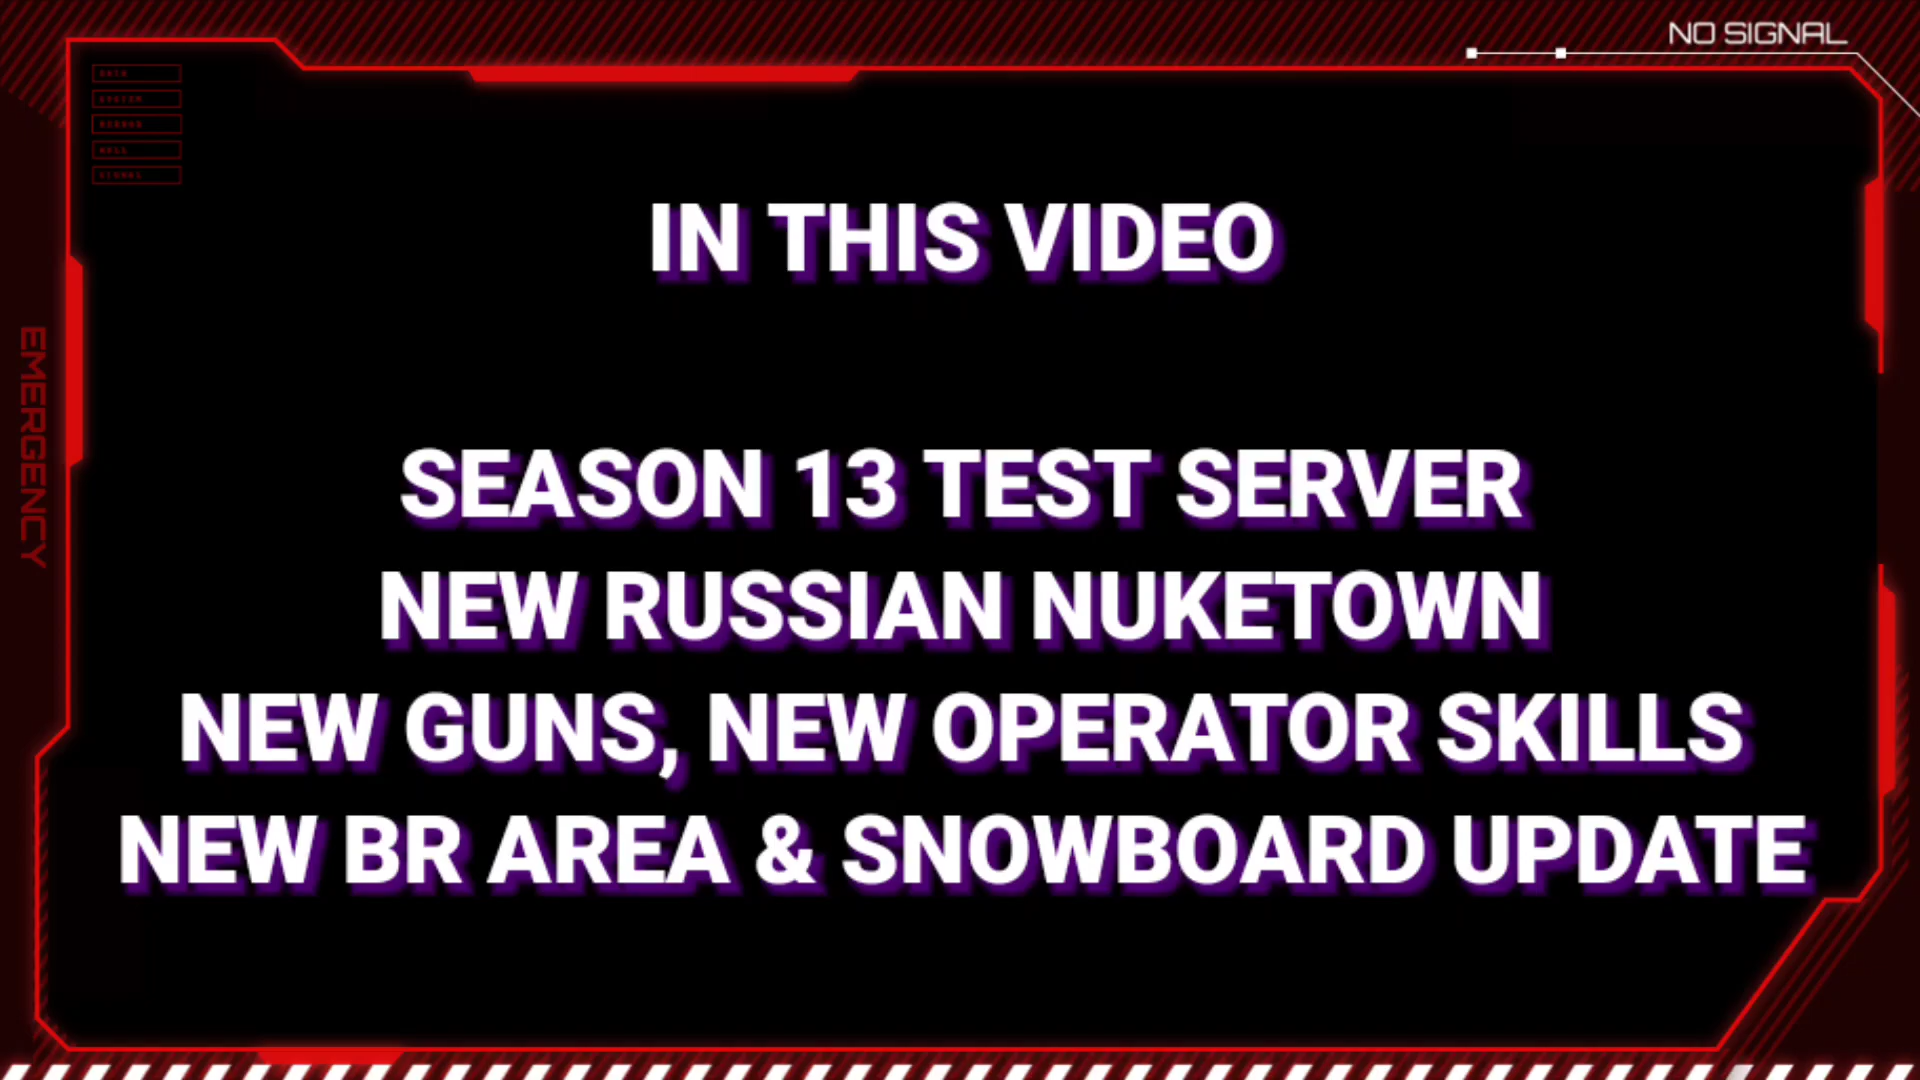 NO SIGNAL
IN THIS VIDEO
EMERGENCY
SEASON 13 TEST SERVER
NEW RUSSIAN NUKETOWN
NEW GUNS, NEW OPERATOR SKILLS
NEW BR AREA & SNOWBOARD UPDATE